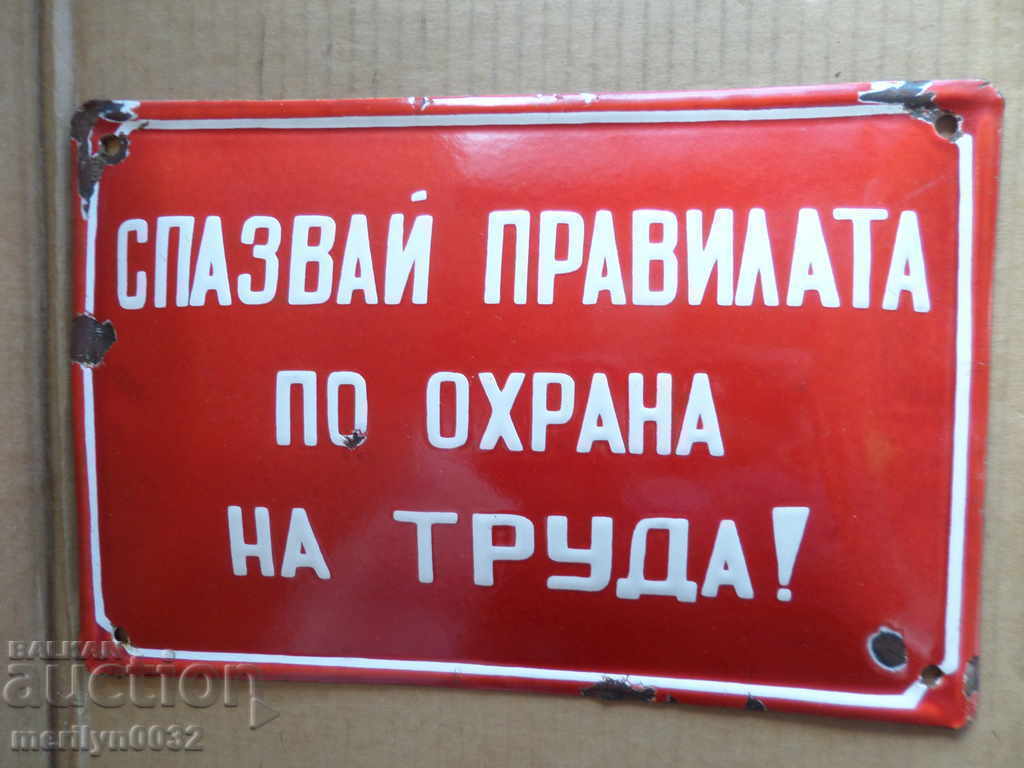 СПАЗВАЙ ПРАВИЛАТА
ПО ОХРАНА
НА ТРУДА!
BALKAN
auction
merilyn0032